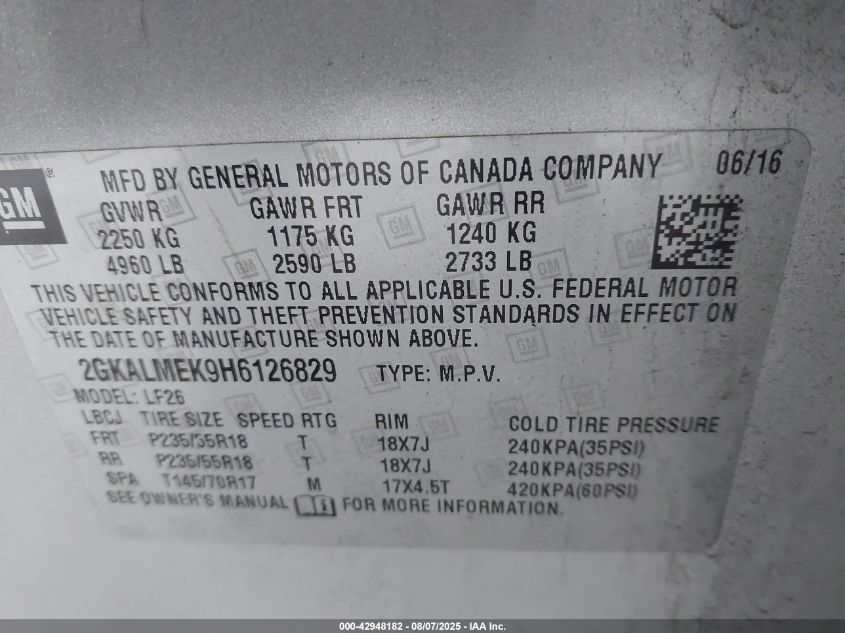 GM ®
MFD BY GENERAL MOTORS OF CANADA COMPANY 06/16
GVWR GAWR FRT GAWR RR
2250 KG 1175 KG 1240 KG
4960 LB 2590 LB 2733 LB
THIS VEHICLE CONFORMS TO ALL APPLICABLE U.S. FEDERAL MOTOR
VEHICLE SAFETY AND THEFT PREVENTION STANDARDS IN EFFECT ON
THE DATE OF MANUFACTURE SHOWN ABOVE.
2GKALMEK9H6126829 TYPE: M.P.V.
MODEL: LF26
LBCJ TIRE SIZE SPEED RTG RIM COLD TIRE PRESSURE
FRT P235/55R18 T 18X7J 240KPA(35PSI)
RR P235/55R18 T 18X7J 240KPA(35PSI)
SPA T145/70R17 M 17X4.5T 420KPA(60PSI)
SEE OWNER'S MANUAL FOR MORE INFORMATION.
000-42948182 - 08/07/2025 - IAA Inc.